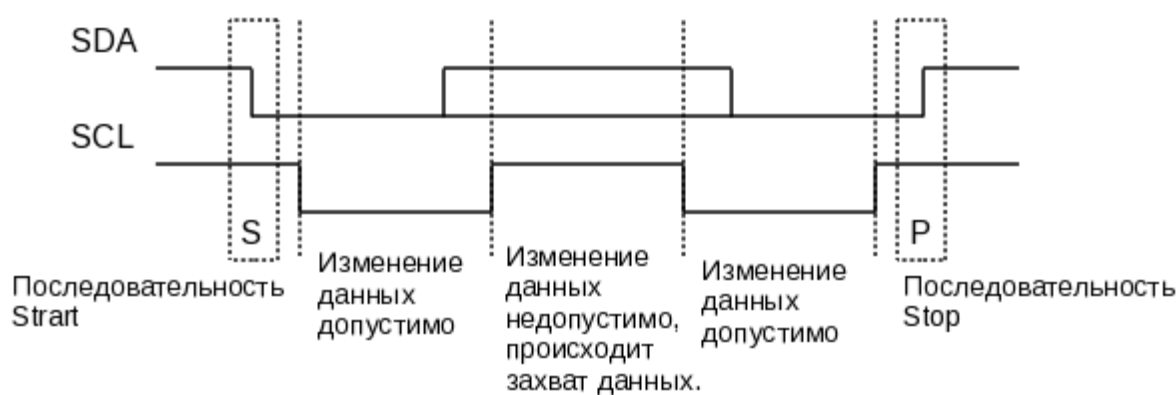 SDA
SCL
S
P
Последовательность
Strart
Изменение
данных
допустимо
Изменение
данных
недопустимо,
происходит
захват данных.
Изменение
данных
допустимо
Последовательность
Stop